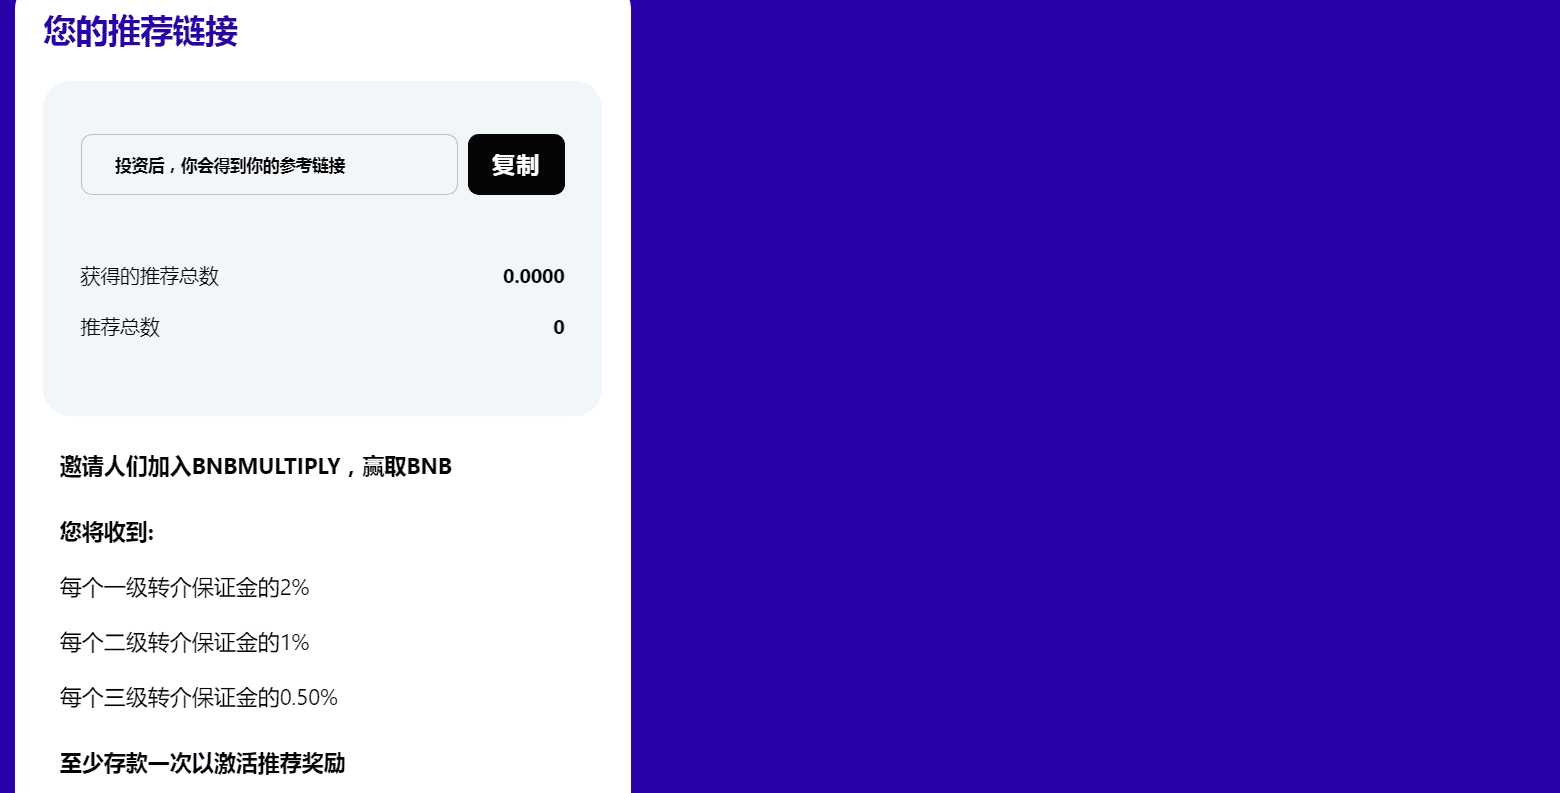 您的推荐链接
投资后，你会得到你的参考链接
复制
获得的推荐总数 0.0000
推荐总数 0
邀请人们加入BNBMULTIPLY，赢取BNB
您将收到:
每个一级转介保证金的2%
每个二级转介保证金的1%
每个三级转介保证金的0.50%
至少存款一次以激活推荐奖励